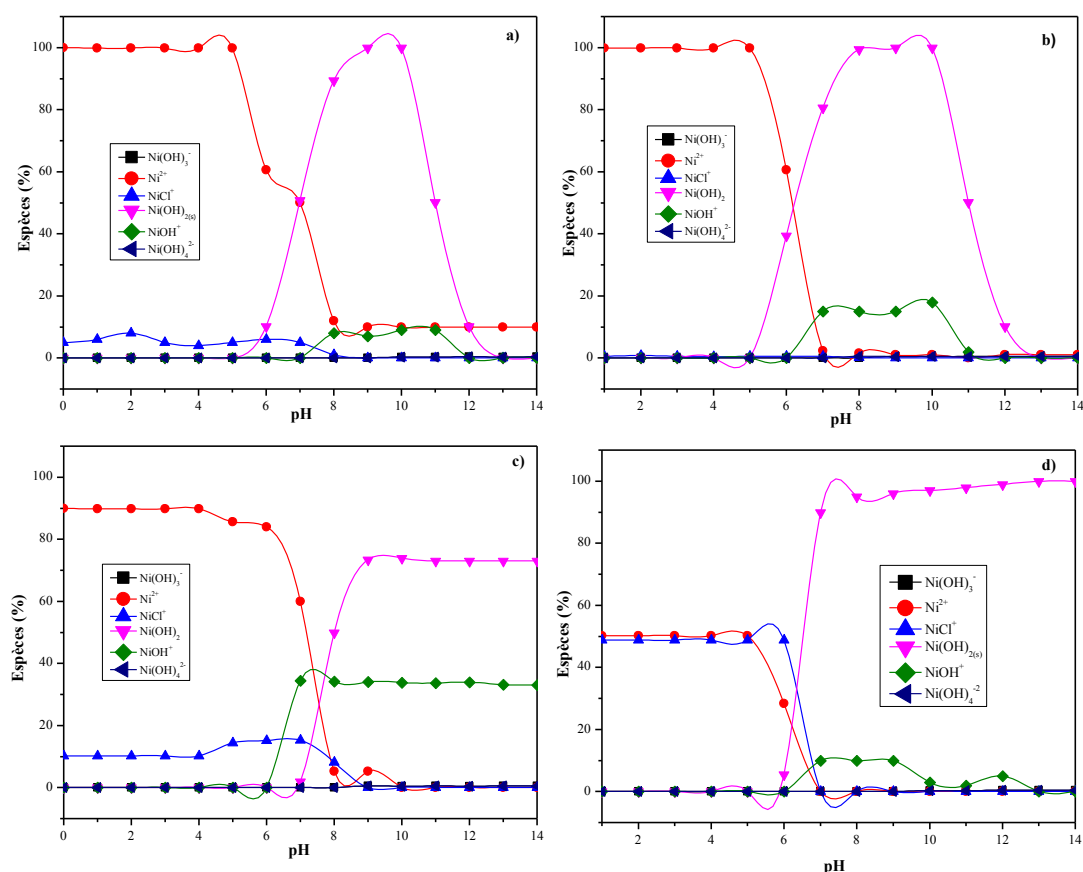 a)
100
80
60
40
20
0
Espèces (%)
Ni(OH)₃⁻
Ni²⁺
NiCl⁺
Ni(OH)₂₍ₛ₎
NiOH⁺
Ni(OH)₄²⁻
0 2 4 6 8 10 12 14
pH
b)
100
80
60
40
20
0
Espèces (%)
Ni(OH)₃⁻
Ni²⁺
NiCl⁺
Ni(OH)₂
NiOH⁺
Ni(OH)₄²⁻
2 4 6 8 10 12 14
pH
c)
100
80
60
40
20
0
Espèces (%)
Ni(OH)₃⁻
Ni²⁺
NiCl⁺
Ni(OH)₂
NiOH⁺
Ni(OH)₄²⁻
0 2 4 6 8 10 12 14
pH
d)
100
80
60
40
20
0
Espèces (%)
Ni(OH)₃⁻
Ni²⁺
NiCl⁺
Ni(OH)₂₍ₛ₎
NiOH⁺
Ni(OH)₄⁻²
2 4 6 8 10 12 14
pH